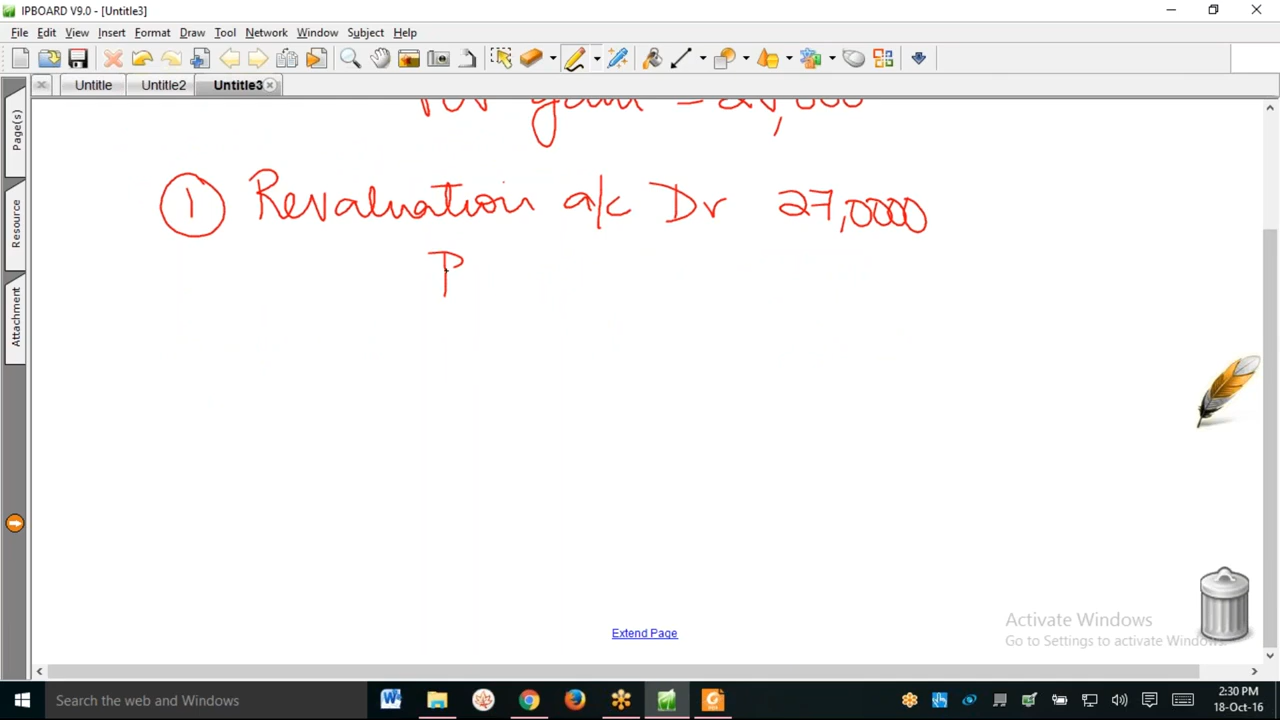 IPBOARD V9.0 - [Untitle3]
File Edit View Insert Format Draw Tool Network Window Subject Help
Untitle Untitle2 Untitle3
Page(s)
Resource
Attachment
① Revaluation a/c Dr 27,0000
P
Extend Page
Activate Windows
Go to Settings to activate Windows.
Search the web and Windows
2:30 PM
18-Oct-16